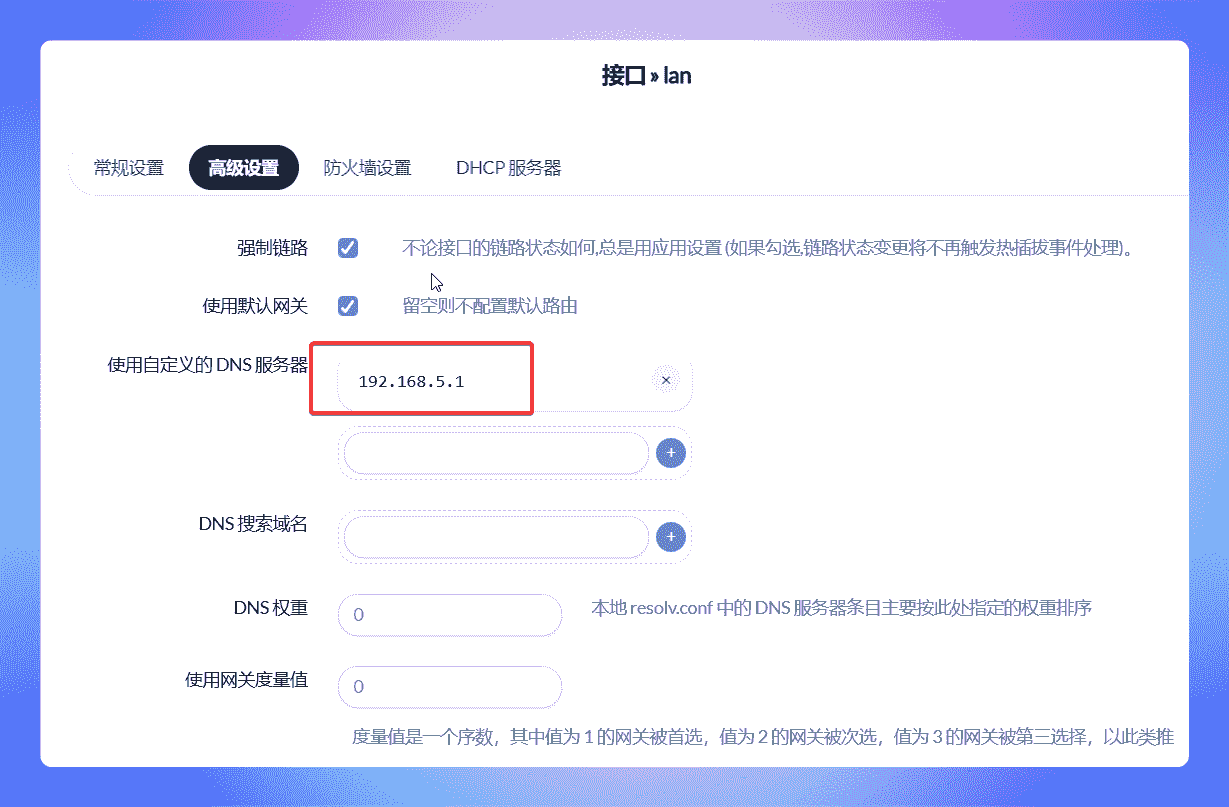 接口 » lan
常规设置 高级设置 防火墙设置 DHCP 服务器
强制链路 不论接口的链路状态如何,总是用应用设置 (如果勾选,链路状态变更将不再触发热插拔事件处理)。
使用默认网关 留空则不配置默认路由
使用自定义的 DNS 服务器 192.168.5.1 ×
+
DNS 搜索域名 +
DNS 权重 0 本地 resolv.conf 中的 DNS 服务器条目主要按此处指定的权重排序
使用网关度量值 0
度量值是一个序数，其中值为 1 的网关被首选，值为 2 的网关被次选，值为 3 的网关被第三选择，以此类推